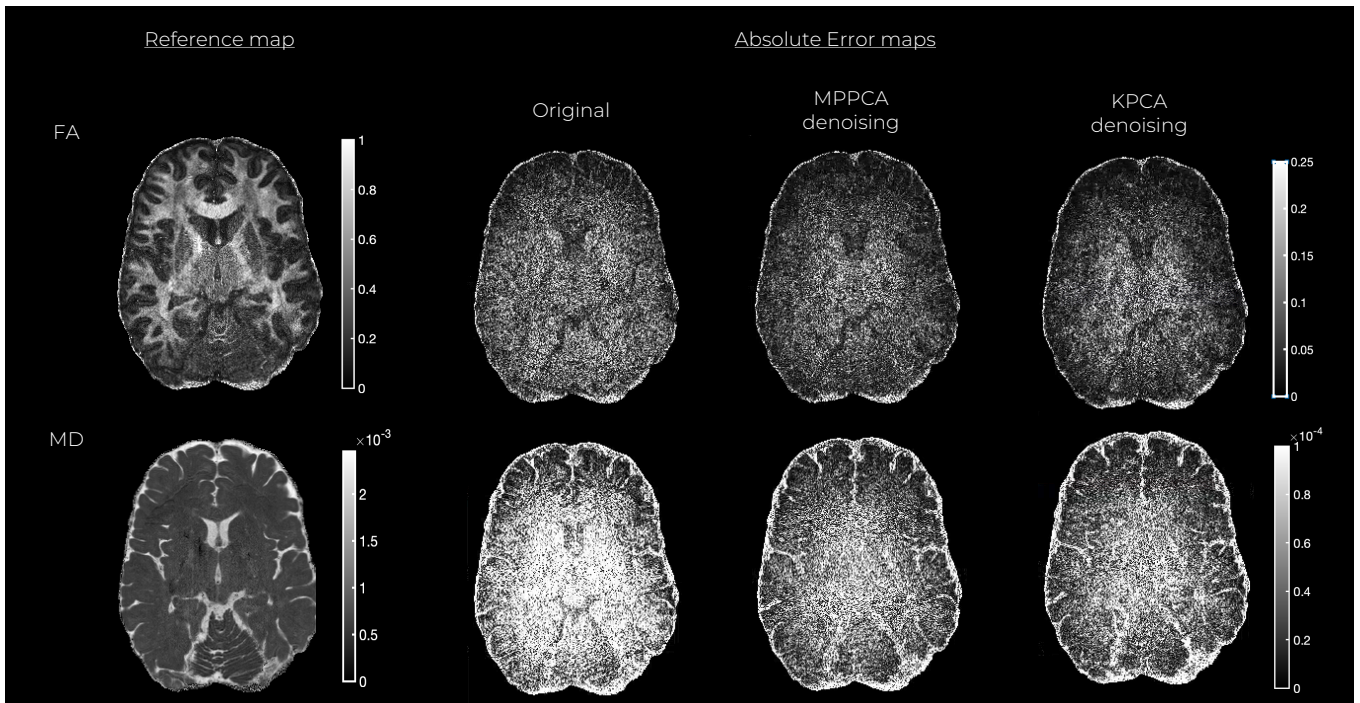 Reference map
Absolute Error maps
Original
MPPCA
denoising
KPCA
denoising
FA
1
0.8
0.6
0.4
0.2
0
0.25
0.2
0.15
0.1
0.05
0
MD
×10⁻³
2
1.5
1
0.5
0
×10⁻⁴
1
0.8
0.6
0.4
0.2
0